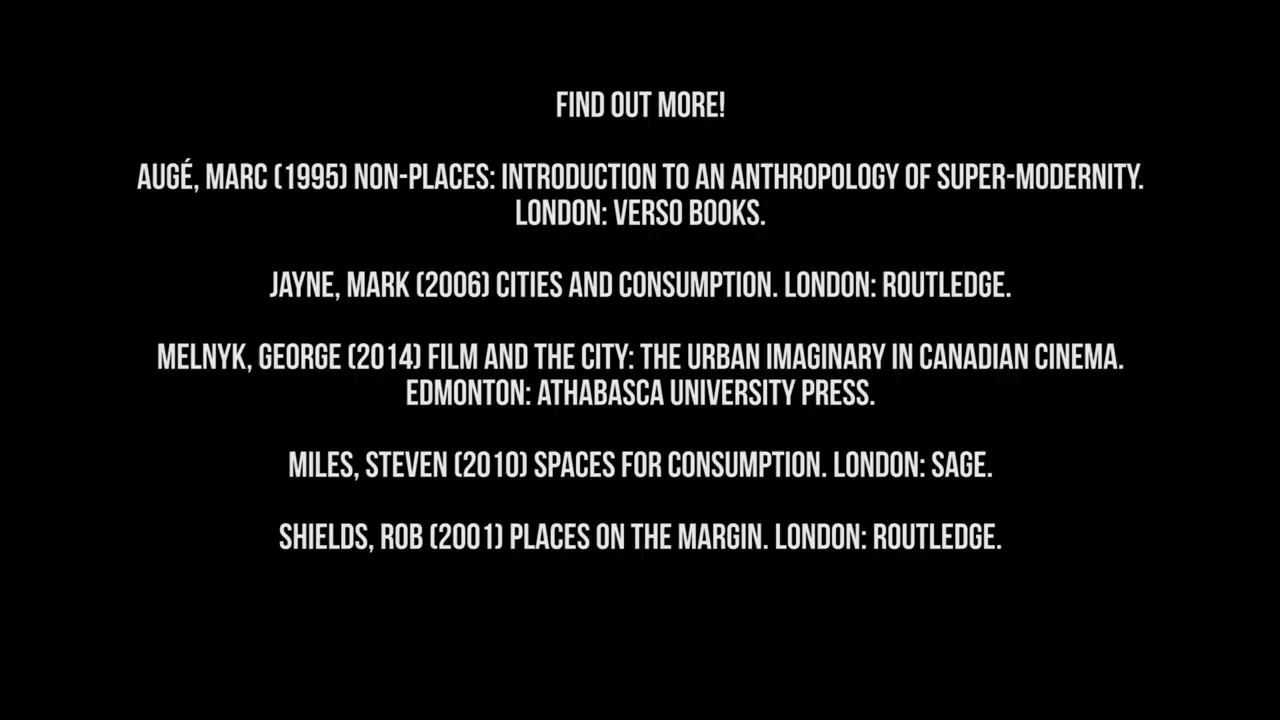 FIND OUT MORE!
AUGÉ, MARC (1995) NON-PLACES: INTRODUCTION TO AN ANTHROPOLOGY OF SUPER-MODERNITY.
LONDON: VERSO BOOKS.
JAYNE, MARK (2006) CITIES AND CONSUMPTION. LONDON: ROUTLEDGE.
MELNYK, GEORGE (2014) FILM AND THE CITY: THE URBAN IMAGINARY IN CANADIAN CINEMA.
EDMONTON: ATHABASCA UNIVERSITY PRESS.
MILES, STEVEN (2010) SPACES FOR CONSUMPTION. LONDON: SAGE.
SHIELDS, ROB (2001) PLACES ON THE MARGIN. LONDON: ROUTLEDGE.